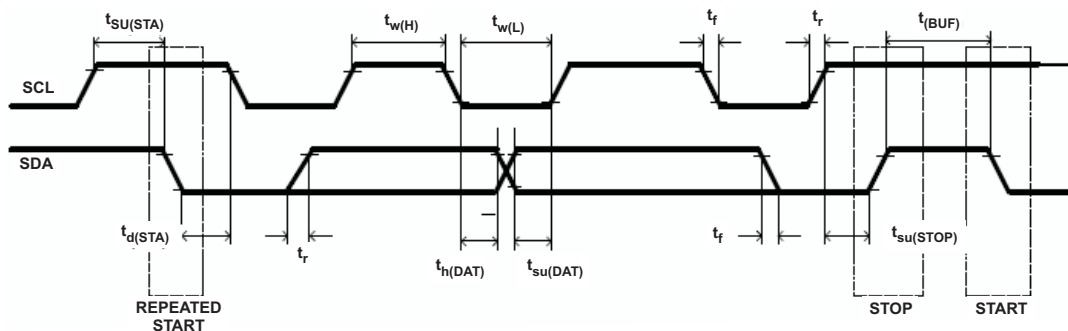 tSU(STA)
tw(H)
tw(L)
tf
tr
t(BUF)
SCL
SDA
td(STA)
tr
th(DAT)
tsu(DAT)
tf
tsu(STOP)
REPEATED
START
STOP
START